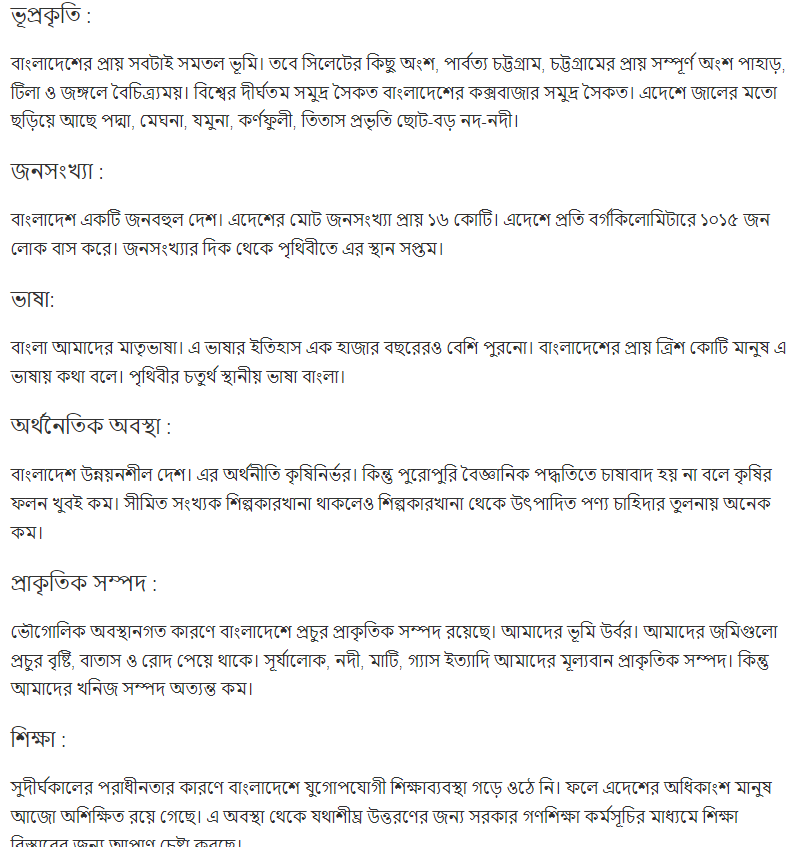 ভূপ্রকৃতি :
বাংলাদেশের প্রায় সবটাই সমতল ভূমি। তবে সিলেটের কিছু অংশ, পার্বত্য চট্টগ্রাম, চট্টগ্রামের প্রায় সম্পূর্ণ অংশ পাহাড়,
টিলা ও জঙ্গলে বৈচিত্র্যময়। বিশ্বের দীর্ঘতম সমুদ্র সৈকত বাংলাদেশের কক্সবাজার সমুদ্র সৈকত। এদেশে জালের মতো
ছড়িয়ে আছে পদ্মা, মেঘনা, যমুনা, কর্ণফুলী, তিতাস প্রভৃতি ছোট-বড় নদ-নদী।
জনসংখ্যা :
বাংলাদেশ একটি জনবহুল দেশ। এদেশের মোট জনসংখ্যা প্রায় ১৬ কোটি। এদেশে প্রতি বর্গকিলোমিটারে ১০১৫ জন
লোক বাস করে। জনসংখ্যার দিক থেকে পৃথিবীতে এর স্থান সপ্তম।
ভাষা:
বাংলা আমাদের মাতৃভাষা। এ ভাষার ইতিহাস এক হাজার বছরেরও বেশি পুরনো। বাংলাদেশের প্রায় ত্রিশ কোটি মানুষ এ
ভাষায় কথা বলে। পৃথিবীর চতুর্থ স্থানীয় ভাষা বাংলা।
অর্থনৈতিক অবস্থা :
বাংলাদেশ উন্নয়নশীল দেশ। এর অর্থনীতি কৃষিনির্ভর। কিন্তু পুরোপুরি বৈজ্ঞানিক পদ্ধতিতে চাষাবাদ হয় না বলে কৃষির
ফলন খুবই কম। সীমিত সংখ্যক শিল্পকারখানা থাকলেও শিল্পকারখানা থেকে উৎপাদিত পণ্য চাহিদার তুলনায় অনেক
কম।
প্রাকৃতিক সম্পদ :
ভৌগোলিক অবস্থানগত কারণে বাংলাদেশে প্রচুর প্রাকৃতিক সম্পদ রয়েছে। আমাদের ভূমি উর্বর। আমাদের জমিগুলো
প্রচুর বৃষ্টি, বাতাস ও রোদ পেয়ে থাকে। সূর্যালোক, নদী, মাটি, গ্যাস ইত্যাদি আমাদের মূল্যবান প্রাকৃতিক সম্পদ। কিন্তু
আমাদের খনিজ সম্পদ অত্যন্ত কম।
শিক্ষা :
সুদীর্ঘকালের পরাধীনতার কারণে বাংলাদেশে যুগোপযোগী শিক্ষাব্যবস্থা গড়ে ওঠে নি। ফলে এদেশের অধিকাংশ মানুষ
আজো অশিক্ষিত রয়ে গেছে। এ অবস্থা থেকে যথাশীঘ্র উত্তরণের জন্য সরকার গণশিক্ষা কর্মসূচির মাধ্যমে শিক্ষা
বিস্তারের জন্য আপ্রাণ চেষ্টা করছে।